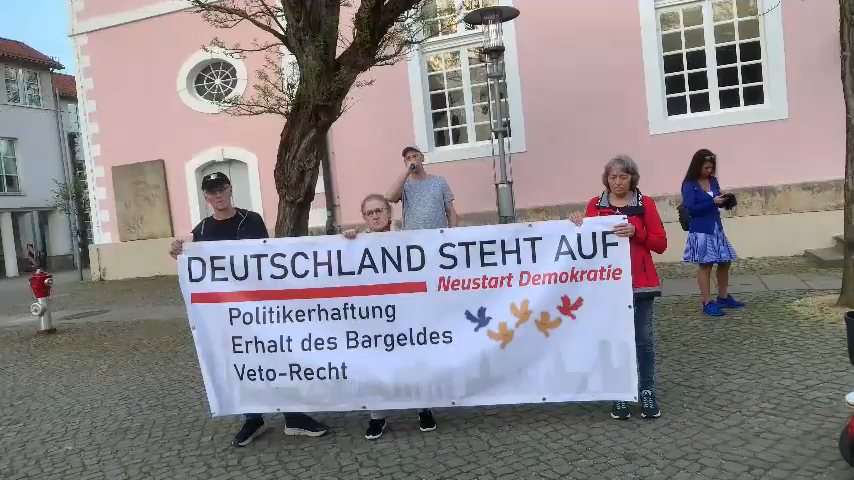 DEUTSCHLAND STEHT AUF
Neustart Demokratie
Politikerhaftung
Erhalt des Bargeldes
Veto-Recht